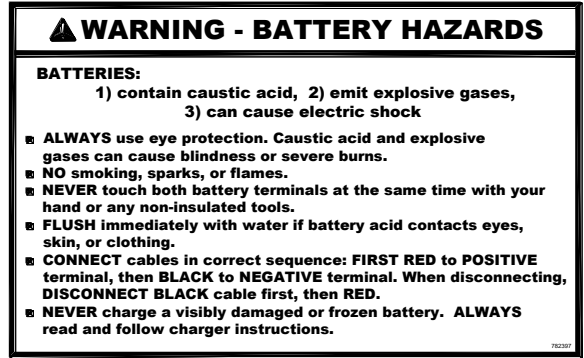 WARNING - BATTERY HAZARDS
BATTERIES:
1) contain caustic acid, 2) emit explosive gases,
3) can cause electric shock
ALWAYS use eye protection. Caustic acid and explosive
gases can cause blindness or severe burns.
NO smoking, sparks, or flames.
NEVER touch both battery terminals at the same time with your
hand or any non-insulated tools.
FLUSH immediately with water if battery acid contacts eyes,
skin, or clothing.
CONNECT cables in correct sequence: FIRST RED to POSITIVE
terminal, then BLACK to NEGATIVE terminal. When disconnecting,
DISCONNECT BLACK cable first, then RED.
NEVER charge a visibly damaged or frozen battery. ALWAYS
read and follow charger instructions.
782397